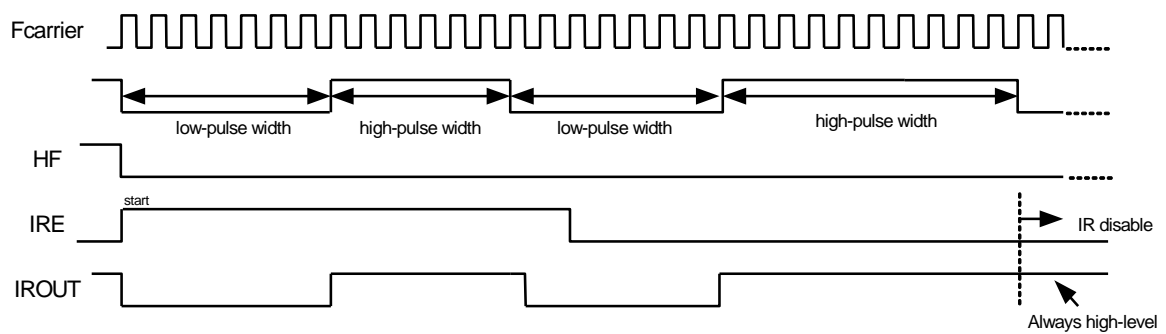 Fcarrier
low-pulse width
high-pulse width
low-pulse width
high-pulse width
HF
start
IRE
IR disable
IROUT
Always high-level